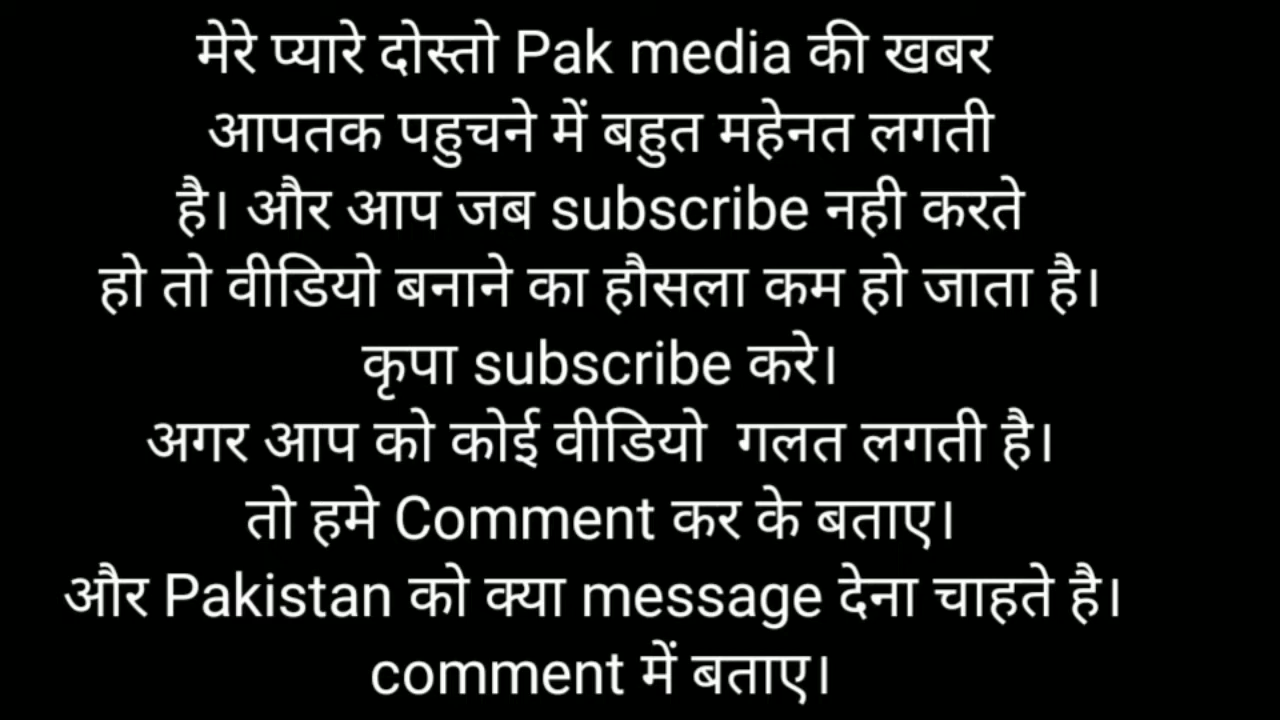 मेरे प्यारे दोस्तो Pak media की खबर
आपतक पहुचने में बहुत महेनत लगती
है। और आप जब subscribe नही करते
हो तो वीडियो बनाने का हौसला कम हो जाता है।
कृपा subscribe करे।
अगर आप को कोई वीडियो  गलत लगती है।
तो हमे Comment कर के बताए।
और Pakistan को क्या message देना चाहते है।
comment में बताए।